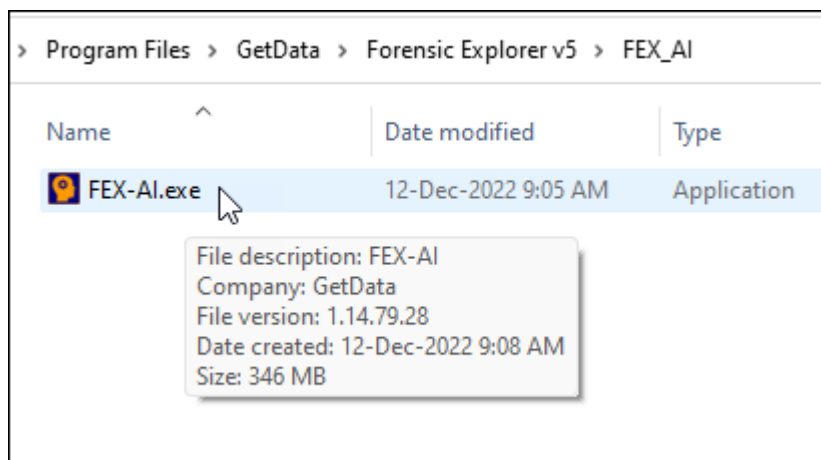 > Program Files > GetData > Forensic Explorer v5 > FEX_AI
Name Date modified Type
FEX-AI.exe 12-Dec-2022 9:05 AM Application
File description: FEX-AI
Company: GetData
File version: 1.14.79.28
Date created: 12-Dec-2022 9:08 AM
Size: 346 MB